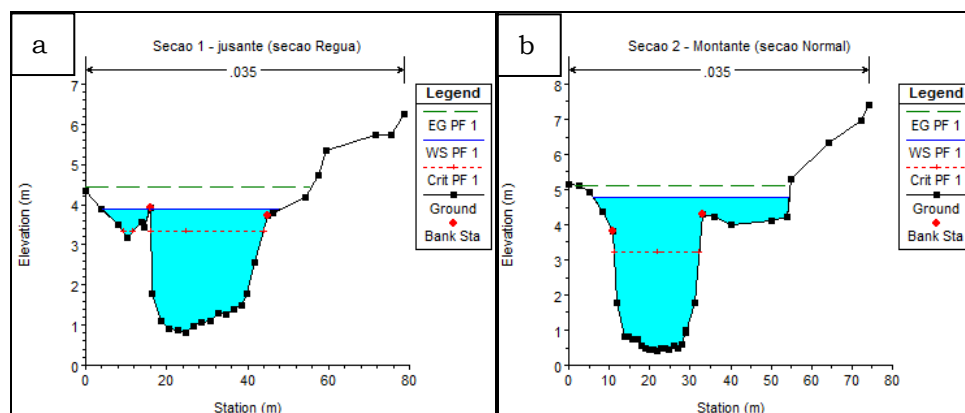 a
Secao 1 - jusante (secao Regua)
.035
7
6
5
4
3
2
1
0
0
20
40
60
80
Elevation (m)
Station (m)
Legend
EG PF 1
WS PF 1
Crit PF 1
Ground
Bank Sta
b
Secao 2 - Montante (secao Normal)
.035
8
7
6
5
4
3
2
1
0
0
10
20
30
40
50
60
70
80
Elevation (m)
Station (m)
Legend
EG PF 1
WS PF 1
Crit PF 1
Ground
Bank Sta